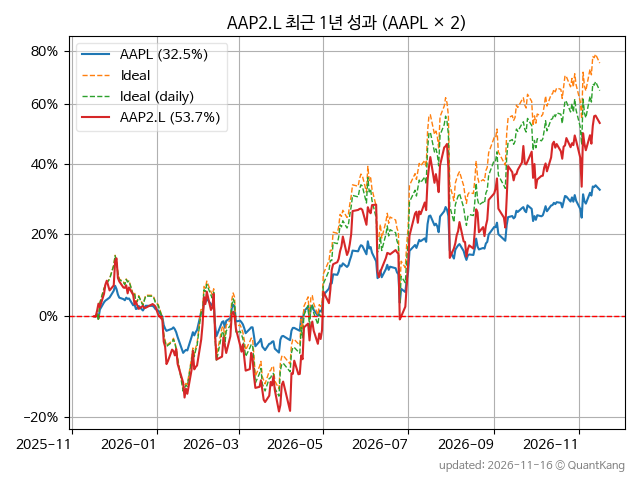 AAP2.L 최근 1년 성과 (AAPL × 2)
AAPL (32.5%)
Ideal
Ideal (daily)
AAP2.L (53.7%)
80%
60%
40%
20%
0%
−20%
2025-11
2026-01
2026-03
2026-05
2026-07
2026-09
2026-11
updated: 2026-11-16 © QuantKang